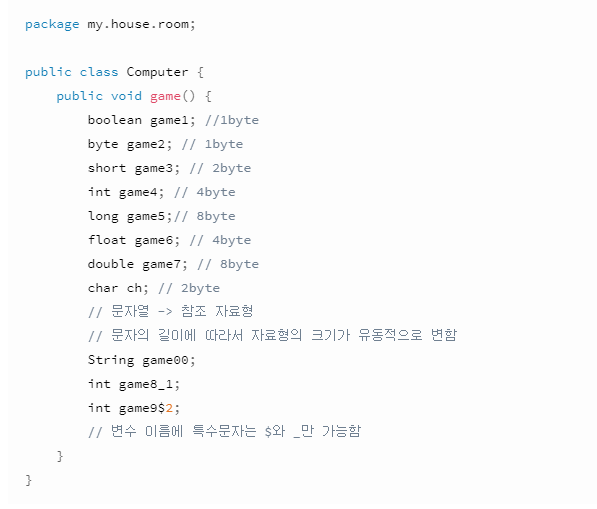 package my.house.room;

public class Computer {
    public void game() {
        boolean game1; //1byte
        byte game2; // 1byte
        short game3; // 2byte
        int game4; // 4byte
        long game5;// 8byte
        float game6; // 4byte
        double game7; // 8byte
        char ch; // 2byte
        // 문자열 -> 참조 자료형
        // 문자의 길이에 따라서 자료형의 크기가 유동적으로 변함
        String game00;
        int game8_1;
        int game9$2;
        // 변수 이름에 특수문자는 $와 _만 가능함
    }
}